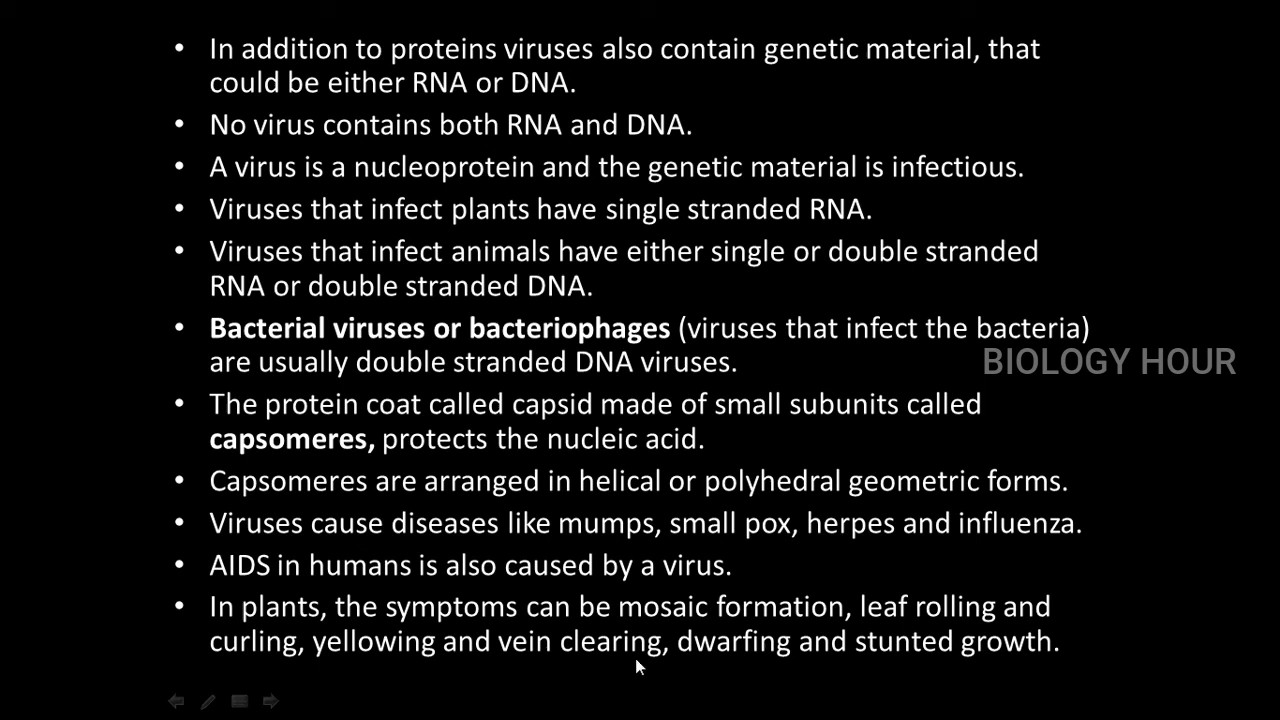 • In addition to proteins viruses also contain genetic material, that
could be either RNA or DNA.
• No virus contains both RNA and DNA.
• A virus is a nucleoprotein and the genetic material is infectious.
• Viruses that infect plants have single stranded RNA.
• Viruses that infect animals have either single or double stranded
RNA or double stranded DNA.
• Bacterial viruses or bacteriophages (viruses that infect the bacteria)
are usually double stranded DNA viruses.
BIOLOGY HOUR
• The protein coat called capsid made of small subunits called
capsomeres, protects the nucleic acid.
• Capsomeres are arranged in helical or polyhedral geometric forms.
• Viruses cause diseases like mumps, small pox, herpes and influenza.
• AIDS in humans is also caused by a virus.
• In plants, the symptoms can be mosaic formation, leaf rolling and
curling, yellowing and vein clearing, dwarfing and stunted growth.